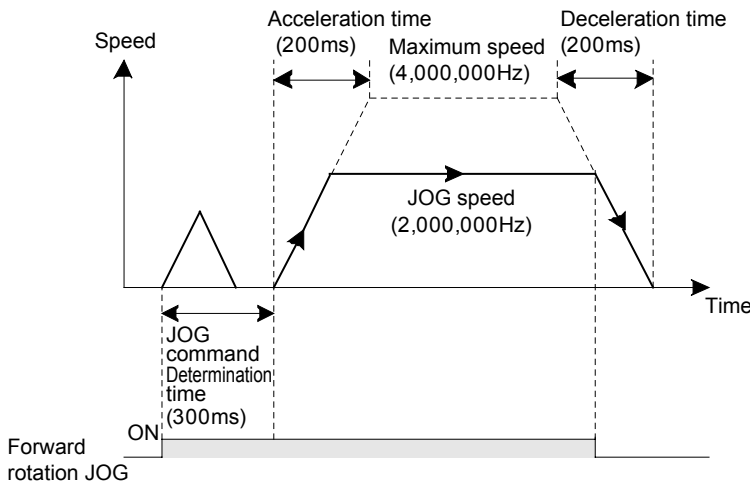 Acceleration time
(200ms)
Deceleration time
(200ms)
Speed
Maximum speed
(4,000,000Hz)
JOG speed
(2,000,000Hz)
Time
JOG
command
Determination
time
(300ms)
ON
Forward
rotation JOG